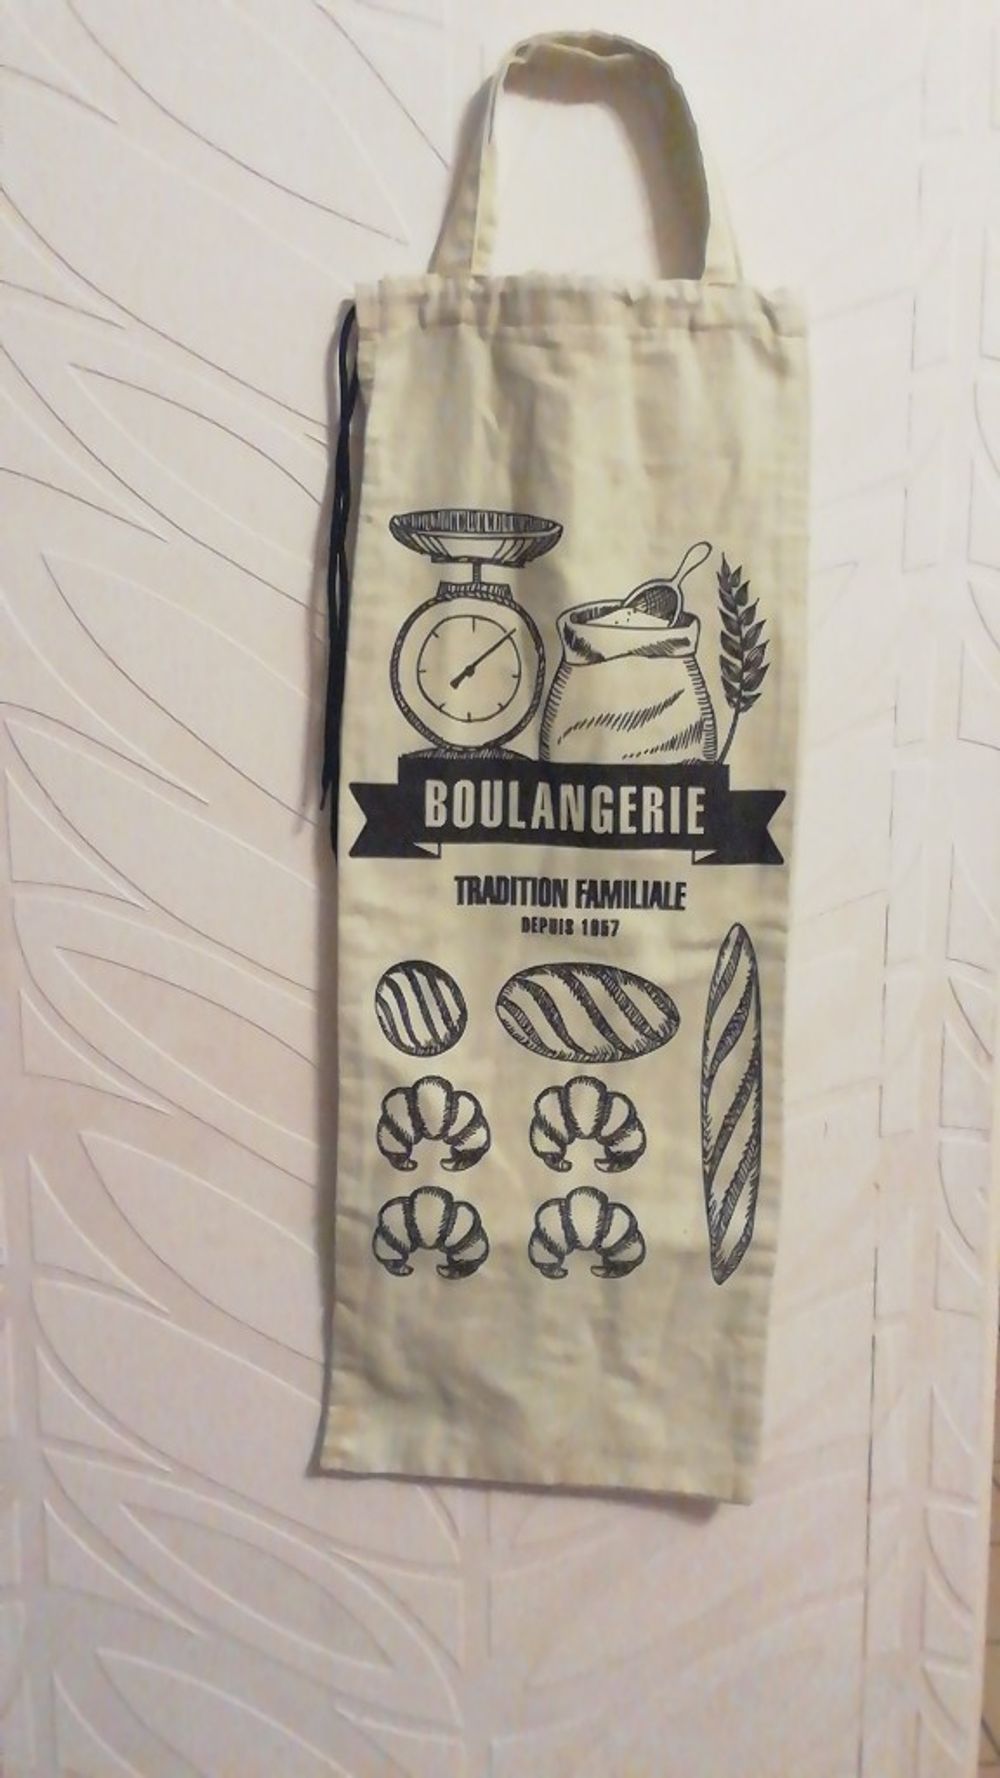 BOULANGERIE
TRADITION FAMILIALE
DEPUIS 1957